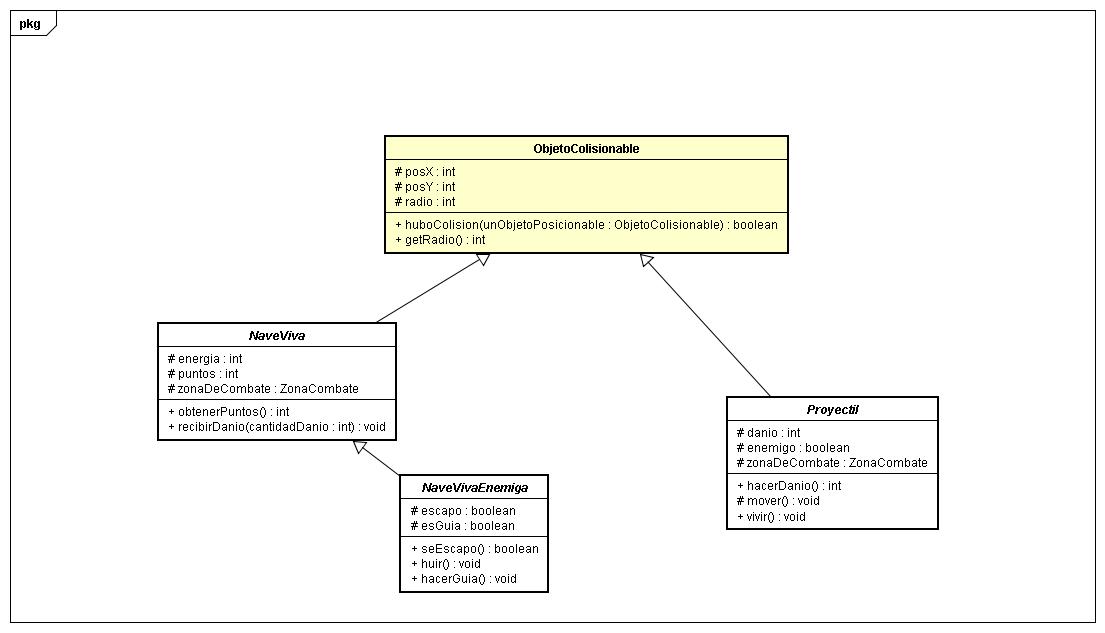 pkg
ObjetoColisionable
# posX : int
# posY : int
# radio : int
+ huboColision(unObjetoPosicionable : ObjetoColisionable) : boolean
+ getRadio() : int
NaveViva
# energia : int
# puntos : int
# zonaDeCombate : ZonaCombate
+ obtenerPuntos() : int
+ recibirDanio(cantidadDanio : int) : void
Proyectil
# danio : int
# enemigo : boolean
# zonaDeCombate : ZonaCombate
+ hacerDanio() : int
# mover() : void
+ vivir() : void
NaveVivaEnemiga
# escapo : boolean
# esGuia : boolean
+ seEscapo() : boolean
+ huir() : void
+ hacerGuia() : void